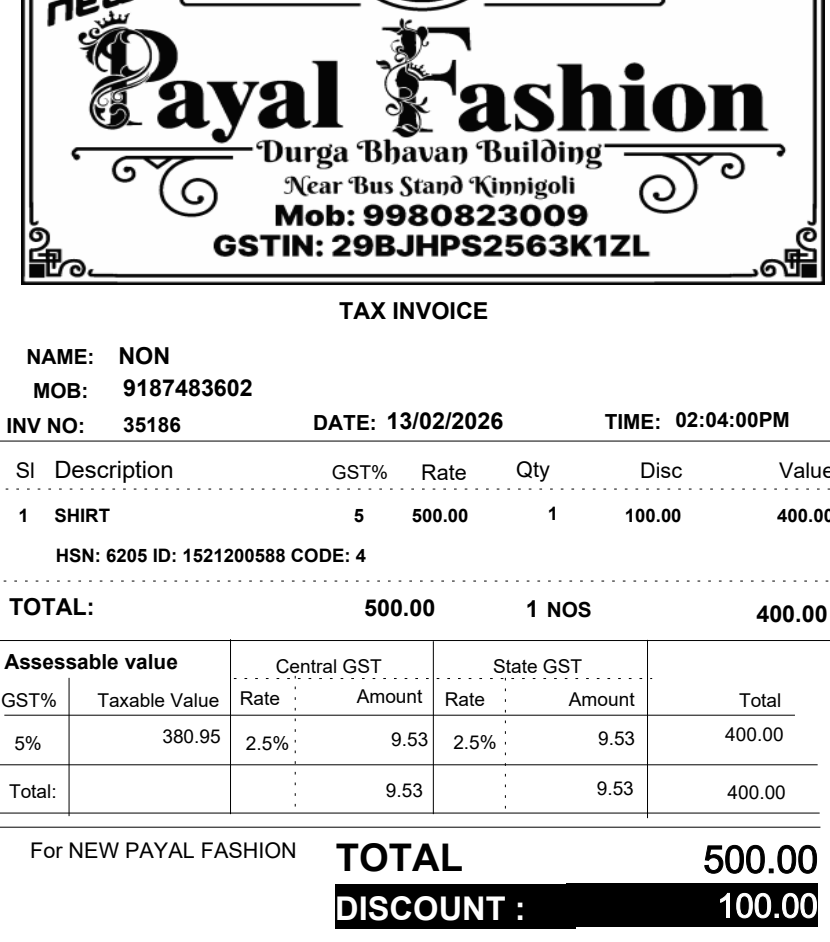 new
Payal Fashion
Durga Bhavan Building
Near Bus Stand Kinnigoli
Mob: 9980823009
GSTIN: 29BJHPS2563K1ZL
TAX INVOICE
NAME: NON
MOB: 9187483602
INV NO: 35186 DATE: 13/02/2026 TIME: 02:04:00PM
Sl Description GST% Rate Qty Disc Value
1 SHIRT 5 500.00 1 100.00 400.00
HSN: 6205 ID: 1521200588 CODE: 4
TOTAL: 500.00 1 NOS 400.00
Assessable value Central GST State GST
GST% Taxable Value Rate Amount Rate Amount Total
5% 380.95 2.5% 9.53 2.5% 9.53 400.00
Total: 9.53 9.53 400.00
For NEW PAYAL FASHION TOTAL 500.00
DISCOUNT : 100.00